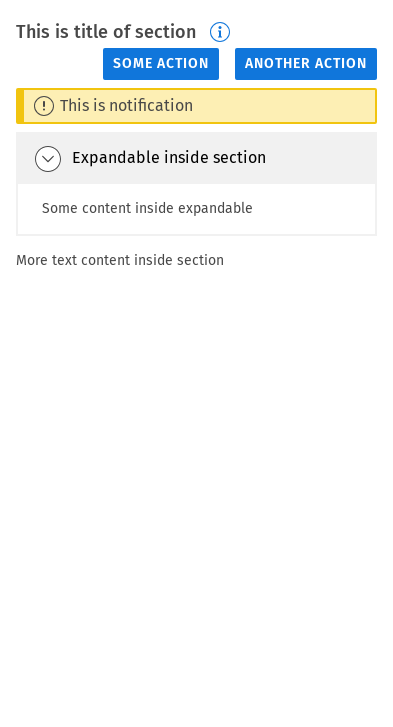 This is title of section
SOME ACTION ANOTHER ACTION
This is notification
Expandable inside section
Some content inside expandable
More text content inside section